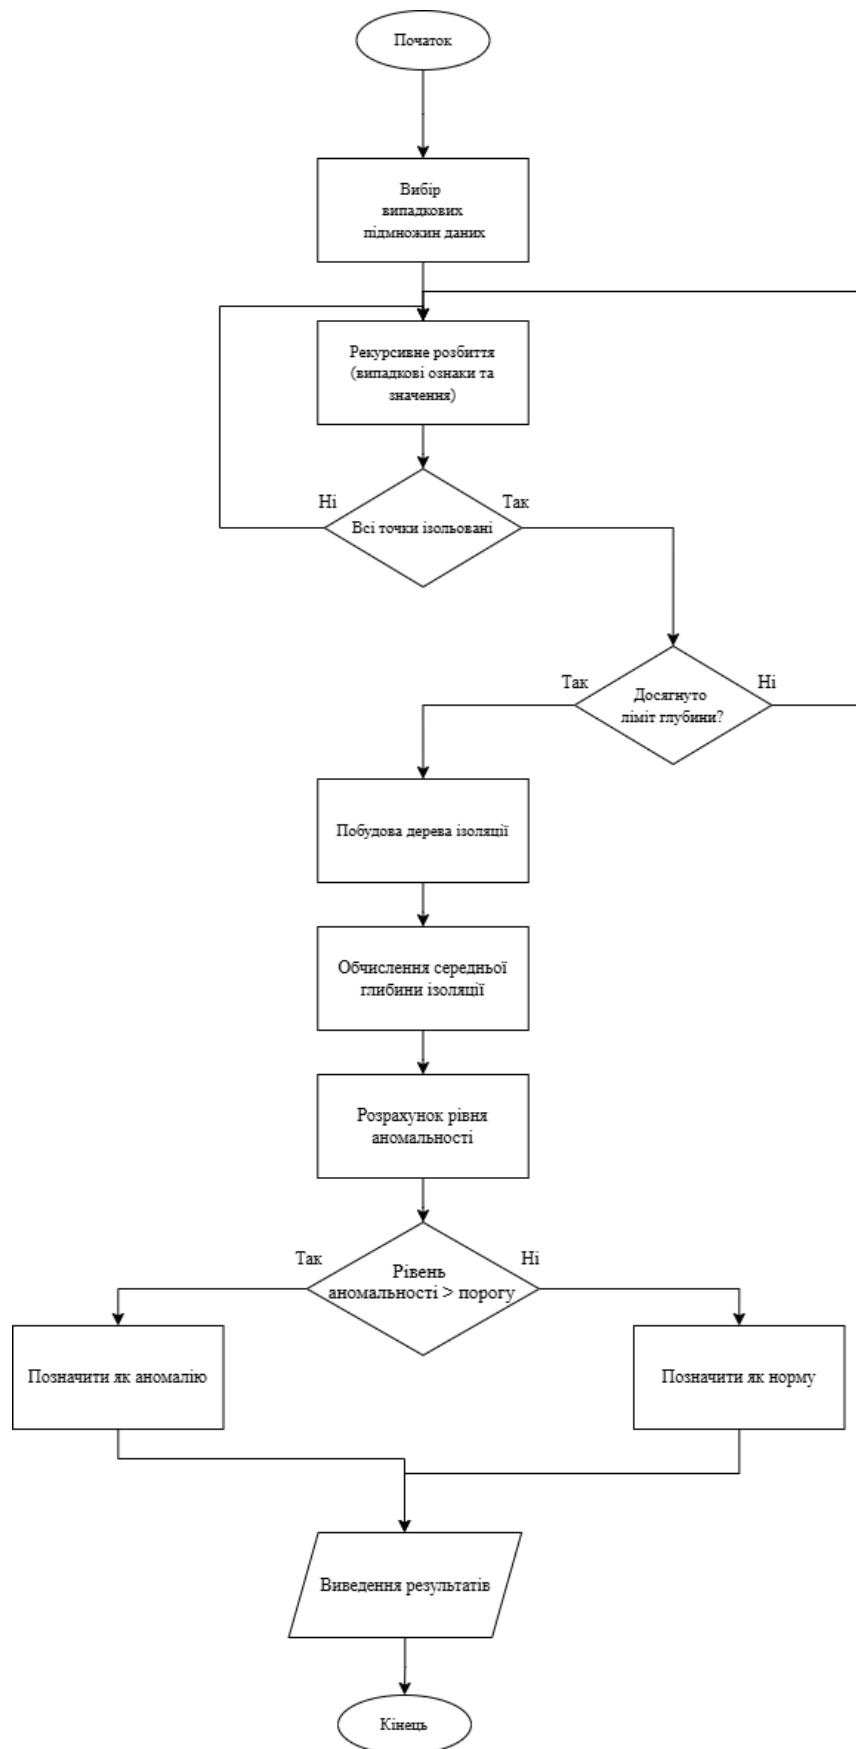 Початок
Вибір
випадкових
підмножин даних
Рекурсивне розбиття
(випадкові ознаки та
значення)
Ні
Так
Всі точки ізольовані
Так
Ні
Досягнуто
ліміт глубини?
Побудова дерева ізоляції
Обчислення середньої
глибини ізоляції
Розрахунок рівня
аномальності
Так
Ні
Рівень
аномальності > порогу
Позначити як аномалію
Позначити як норму
Виведення результатів
Кінець